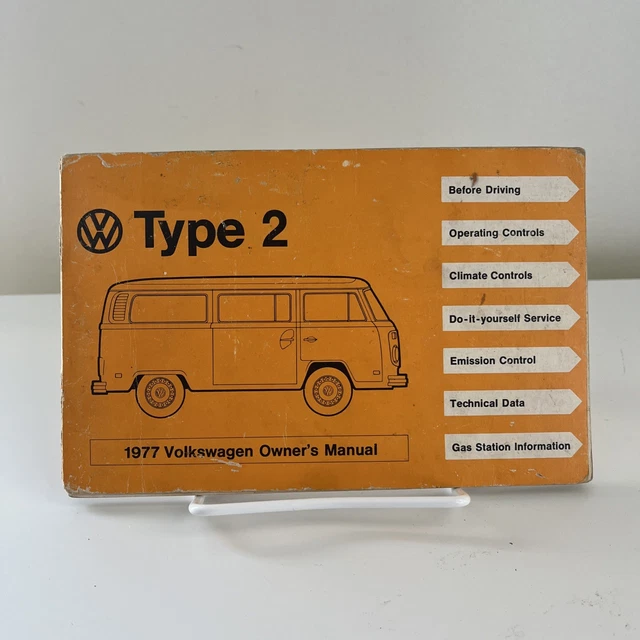 VW Type 2
Before Driving
Operating Controls
Climate Controls
Do-it-yourself Service
Emission Control
Technical Data
Gas Station Information
1977 Volkswagen Owner's Manual